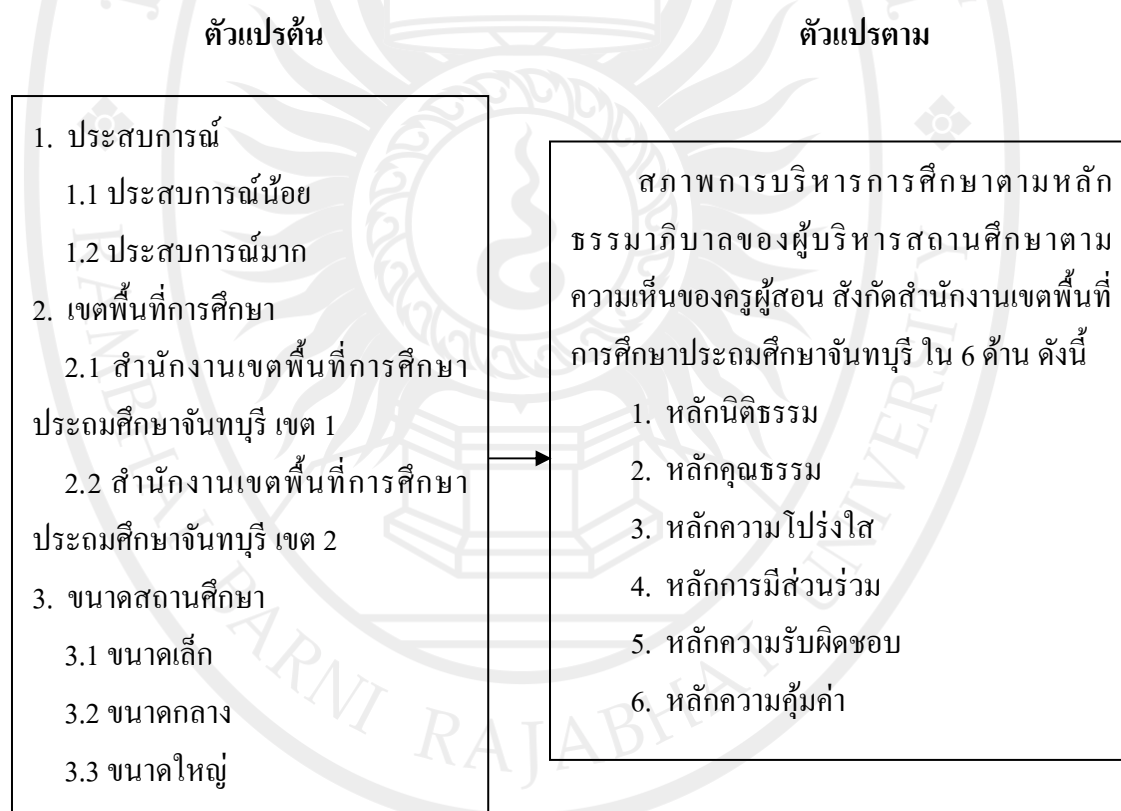 ตัวแปรต้น
ตัวแปรตาม
1. ประสบการณ์
1.1 ประสบการณ์น้อย
1.2 ประสบการณ์มาก
2. เขตพื้นที่การศึกษา
2.1 สำนักงานเขตพื้นที่การศึกษา
ประถมศึกษาจันทบุรี เขต 1
2.2 สำนักงานเขตพื้นที่การศึกษา
ประถมศึกษาจันทบุรี เขต 2
3. ขนาดสถานศึกษา
3.1 ขนาดเล็ก
3.2 ขนาดกลาง
3.3 ขนาดใหญ่
สภาพการบริหารการศึกษาตามหลัก
ธรรมาภิบาลของผู้บริหารสถานศึกษาตาม
ความเห็นของครูผู้สอน สังกัดสำนักงานเขตพื้นที่
การศึกษาประถมศึกษาจันทบุรี ใน 6 ด้าน ดังนี้
1. หลักนิติธรรม
2. หลักคุณธรรม
3. หลักความโปร่งใส
4. หลักการมีส่วนร่วม
5. หลักความรับผิดชอบ
6. หลักความคุ้มค่า
BARNI RAJABHAT UNIVERSITY